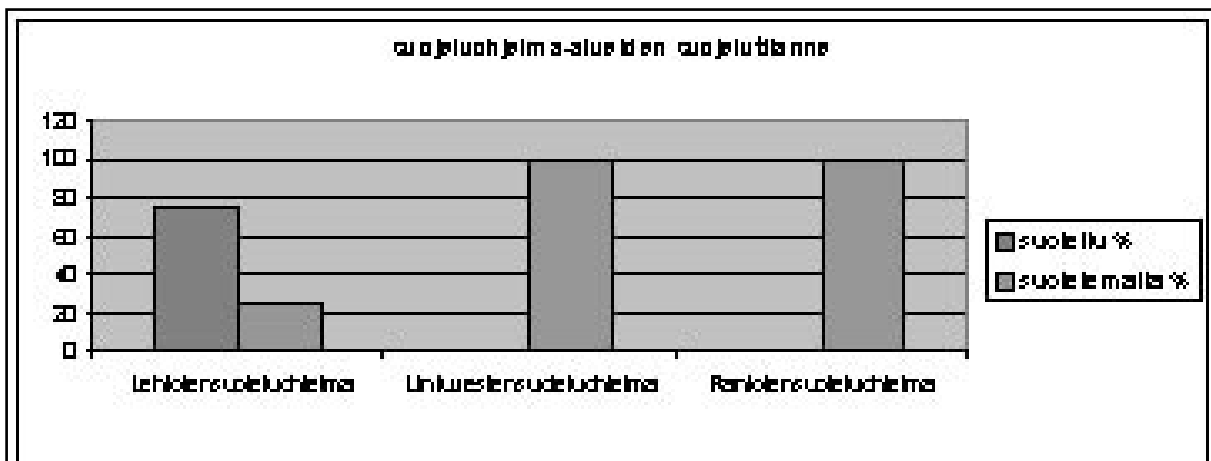 suojeluohjelma-alueiden suojelutilanne
120
100
80
60
40
20
0
Lehtojensuojeluohjelma
Lintuvesiensuojeluohjelma
Rantojensuojeluohjelma
suojeltu %
suojelematta %